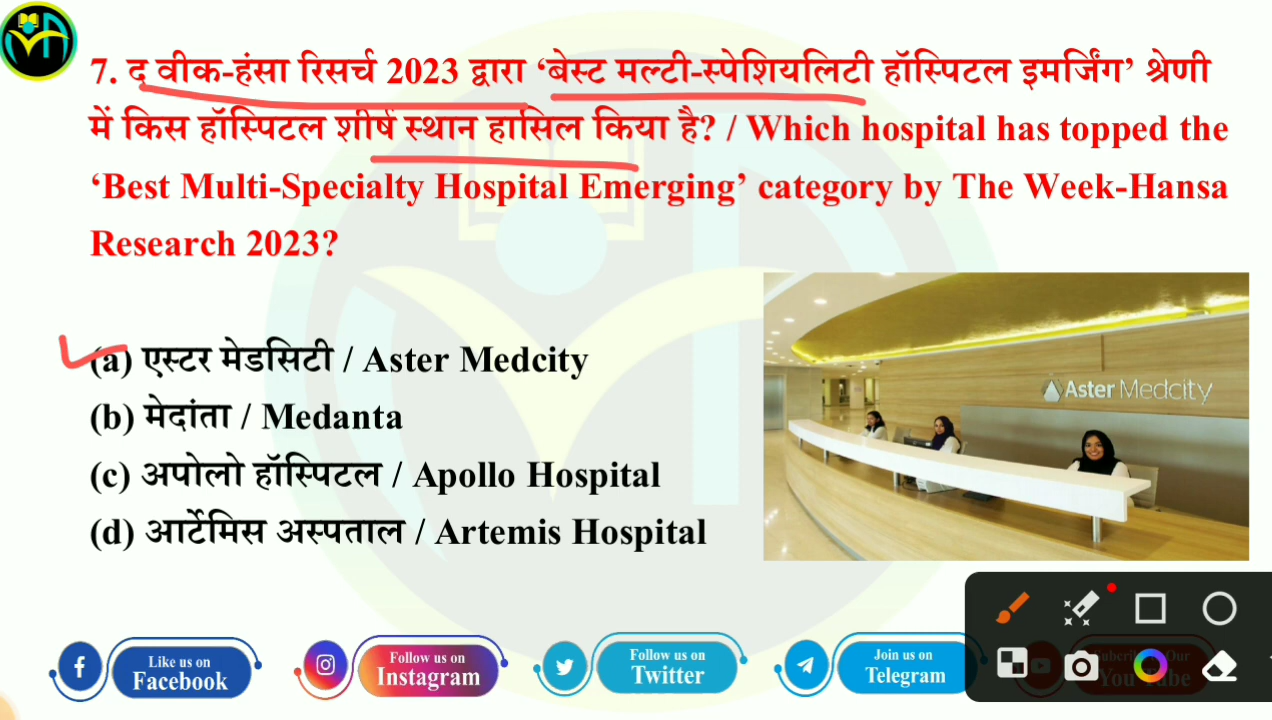 7. द वीक-हंसा रिसर्च 2023 द्वारा ‘बेस्ट मल्टी-स्पेशियलिटी हॉस्पिटल इमर्जिंग’ श्रेणी
में किस हॉस्पिटल शीर्ष स्थान हासिल किया है? / Which hospital has topped the
‘Best Multi-Specialty Hospital Emerging’ category by The Week-Hansa
Research 2023?
(a) एस्टर मेडसिटी / Aster Medcity
(b) मेदांता / Medanta
(c) अपोलो हॉस्पिटल / Apollo Hospital
(d) आर्टेमिस अस्पताल / Artemis Hospital
Aster Medcity
Like us on
Facebook
Follow us on
Instagram
Follow us on
Twitter
Join us on
Telegram
Our
YouTube